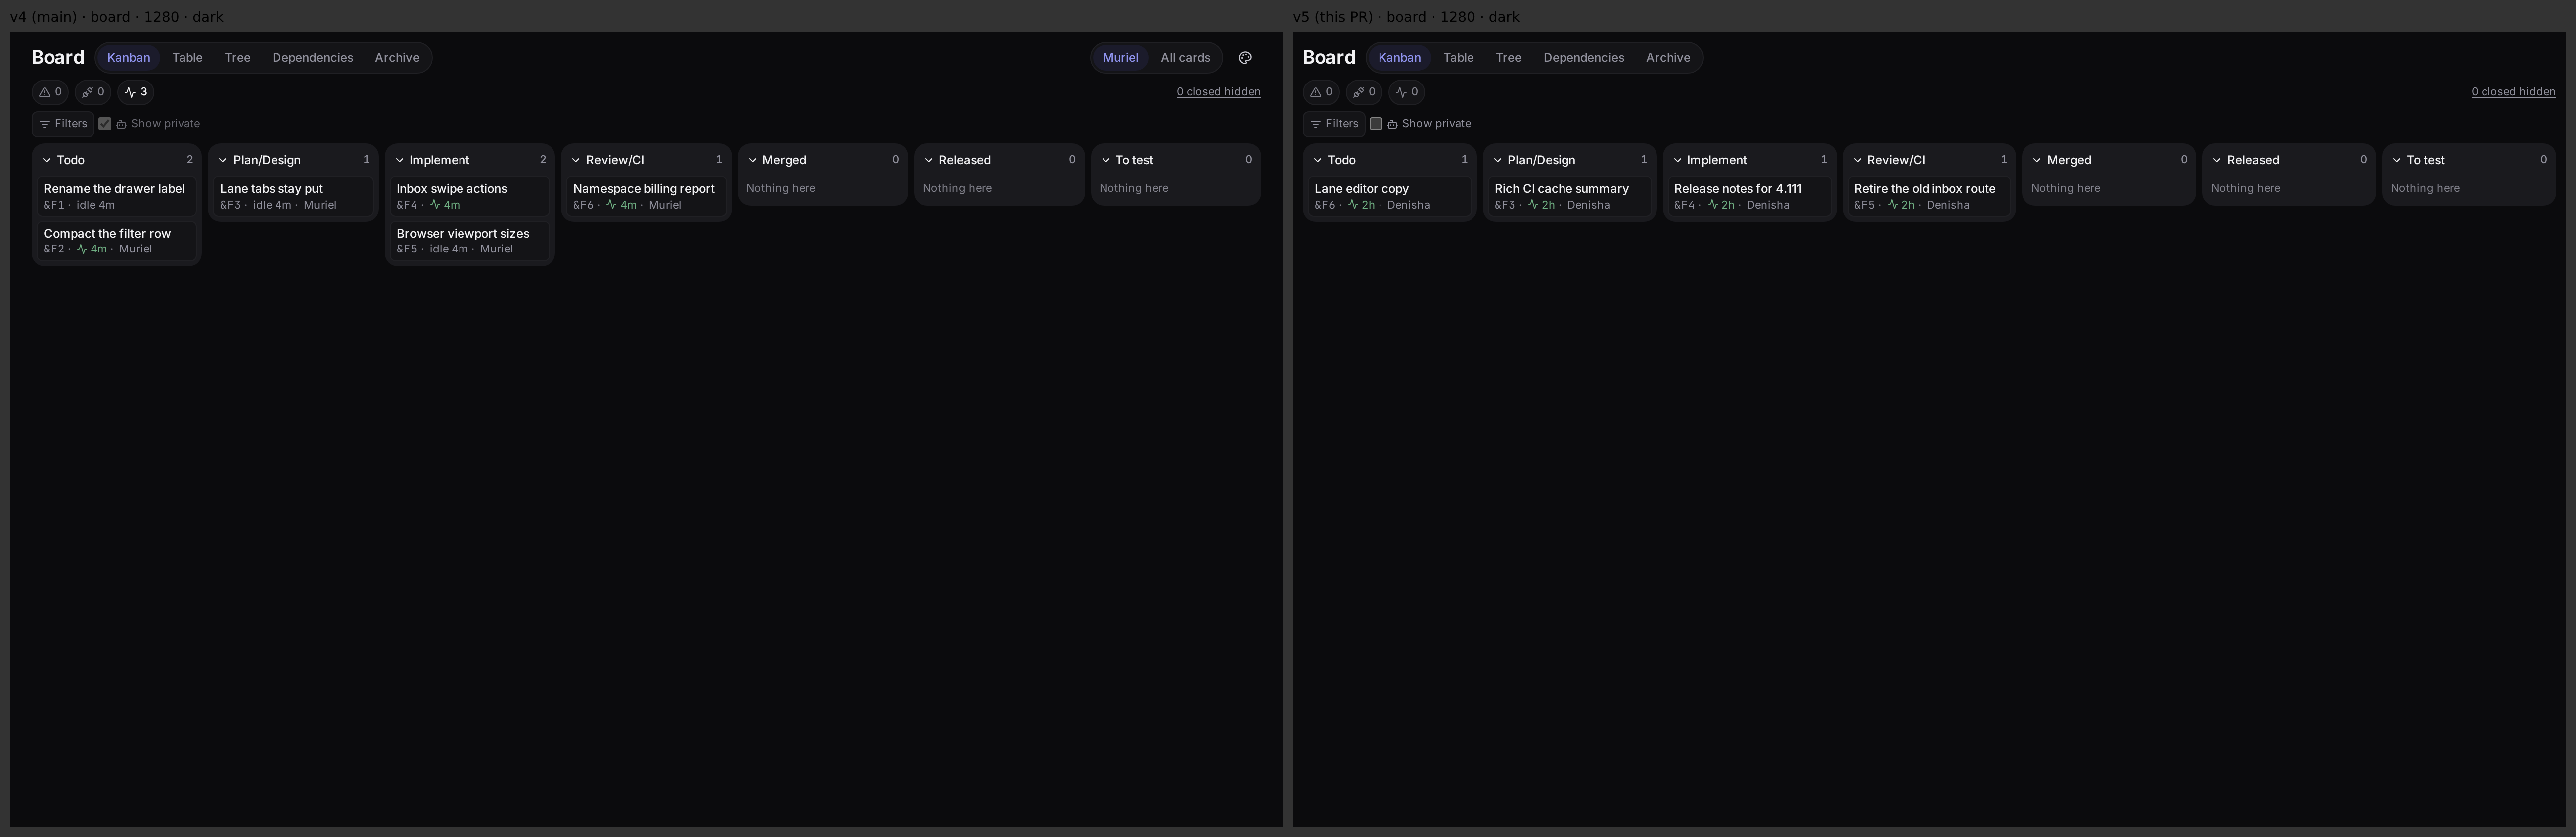 v4 (main) · board · 1280 · dark
Board Kanban Table Tree Dependencies Archive Muriel All cards
0 0 3 0 closed hidden
Filters Show private
Todo 2 Plan/Design 1 Implement 2 Review/CI 1 Merged 0 Released 0 To test 0
Rename the drawer label Lane tabs stay put Inbox swipe actions Namespace billing report Nothing here Nothing here Nothing here
&F1 · idle 4m &F3 · idle 4m · Muriel &F4 · 4m &F6 · 4m · Muriel
Compact the filter row Browser viewport sizes
&F2 · 4m · Muriel &F5 · idle 4m · Muriel
v5 (this PR) · board · 1280 · dark
Board Kanban Table Tree Dependencies Archive
0 0 0 0 closed hidden
Filters Show private
Todo 1 Plan/Design 1 Implement 1 Review/CI 1 Merged 0 Released 0 To test 0
Lane editor copy Rich CI cache summary Release notes for 4.111 Retire the old inbox route Nothing here Nothing here Nothing here
&F6 · 2h · Denisha &F3 · 2h · Denisha &F4 · 2h · Denisha &F5 · 2h · Denisha